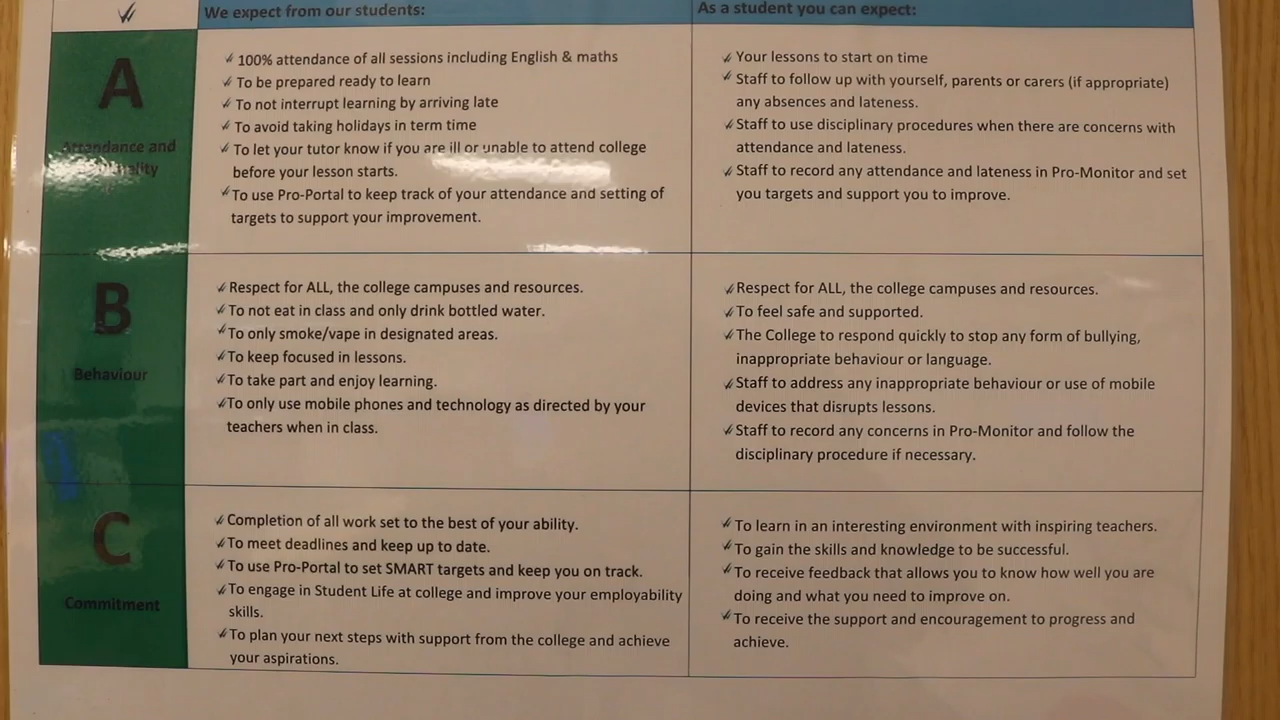 We expect from our students:
As a student you can expect:
A
Attendance and
100% attendance of all sessions including English & maths
To be prepared ready to learn
To not interrupt learning by arriving late
To avoid taking holidays in term time
To let your tutor know if you are ill or unable to attend college
before your lesson starts.
To use Pro-Portal to keep track of your attendance and setting of
targets to support your improvement.
Your lessons to start on time
Staff to follow up with yourself, parents or carers (if appropriate)
any absences and lateness.
Staff to use disciplinary procedures when there are concerns with
attendance and lateness.
Staff to record any attendance and lateness in Pro-Monitor and set
you targets and support you to improve.
B
Behaviour
Respect for ALL, the college campuses and resources.
To not eat in class and only drink bottled water.
To only smoke/vape in designated areas.
To keep focused in lessons.
To take part and enjoy learning.
To only use mobile phones and technology as directed by your
teachers when in class.
Respect for ALL, the college campuses and resources.
To feel safe and supported.
The College to respond quickly to stop any form of bullying,
inappropriate behaviour or language.
Staff to address any inappropriate behaviour or use of mobile
devices that disrupts lessons.
Staff to record any concerns in Pro-Monitor and follow the
disciplinary procedure if necessary.
C
Commitment
Completion of all work set to the best of your ability.
To meet deadlines and keep up to date.
To use Pro-Portal to set SMART targets and keep you on track.
To engage in Student Life at college and improve your employability
skills.
To plan your next steps with support from the college and achieve
your aspirations.
To learn in an interesting environment with inspiring teachers.
To gain the skills and knowledge to be successful.
To receive feedback that allows you to know how well you are
doing and what you need to improve on.
To receive the support and encouragement to progress and
achieve.